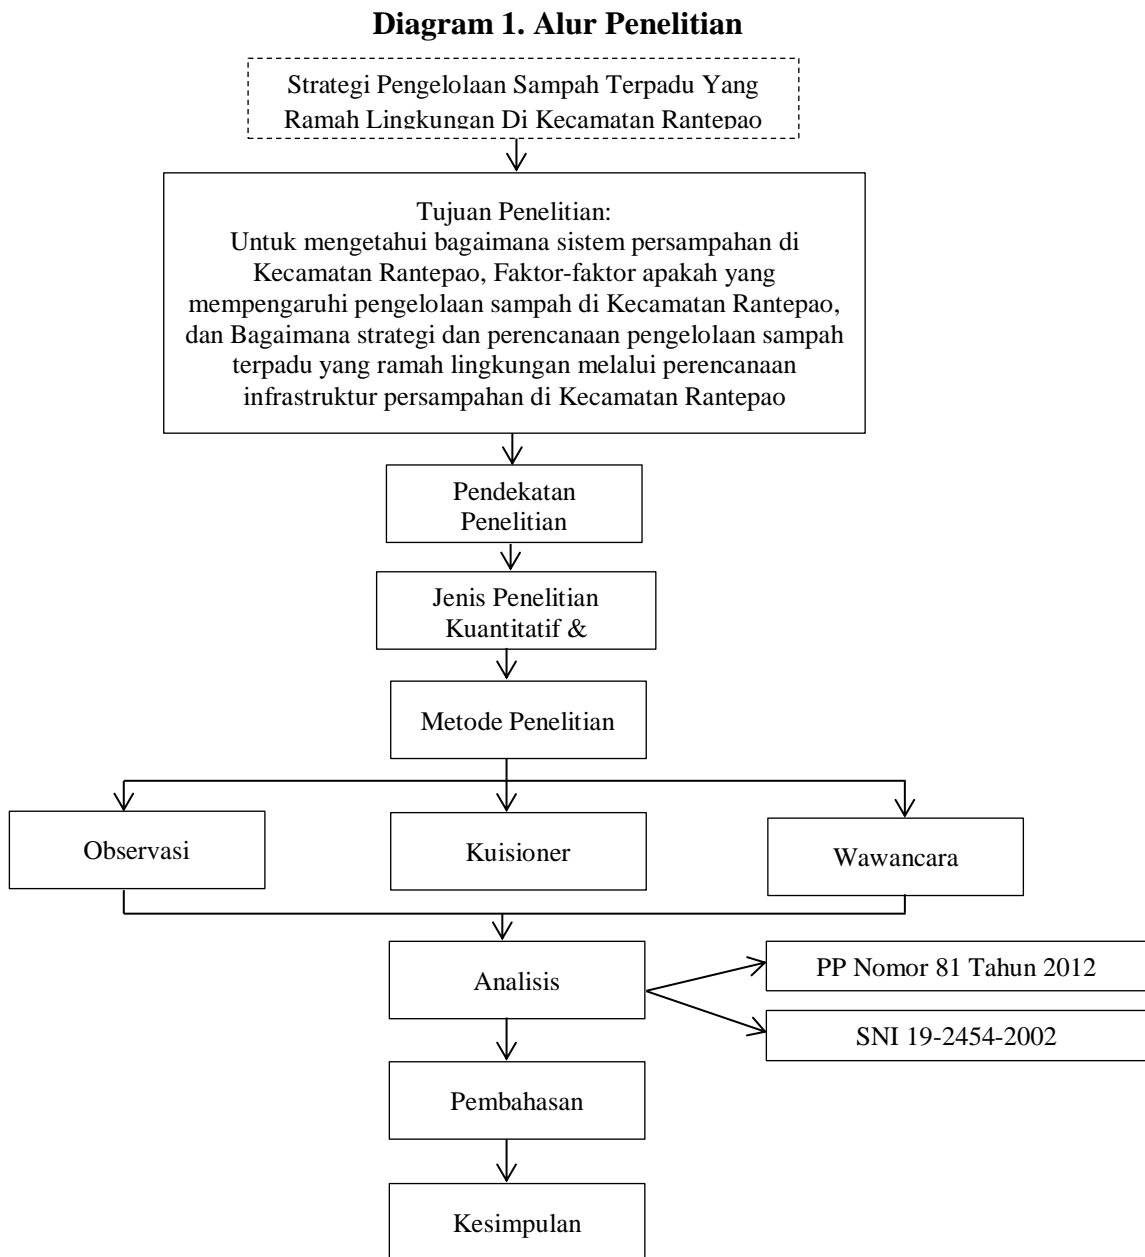 Diagram 1. Alur Penelitian
Strategi Pengelolaan Sampah Terpadu Yang
Ramah Lingkungan Di Kecamatan Rantepao
Tujuan Penelitian:
Untuk mengetahui bagaimana sistem persampahan di
Kecamatan Rantepao, Faktor-faktor apakah yang
mempengaruhi pengelolaan sampah di Kecamatan Rantepao,
dan Bagaimana strategi dan perencanaan pengelolaan sampah
terpadu yang ramah lingkungan melalui perencanaan
infrastruktur persampahan di Kecamatan Rantepao
Pendekatan
Penelitian
Jenis Penelitian
Kuantitatif &
Metode Penelitian
Observasi
Kuisioner
Wawancara
Analisis
PP Nomor 81 Tahun 2012
SNI 19-2454-2002
Pembahasan
Kesimpulan